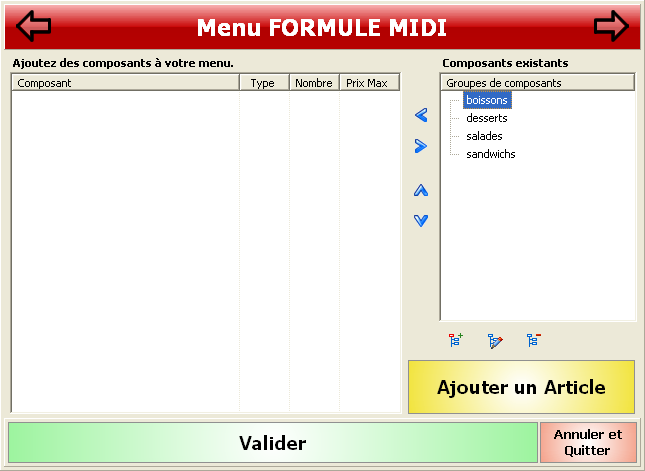 Menu FORMULE MIDI
Ajoutez des composants à votre menu.
Composants existants
Composant Type Nombre Prix Max
Groupes de composants
boissons
desserts
salades
sandwichs
Ajouter un Article
Valider
Annuler et
Quitter